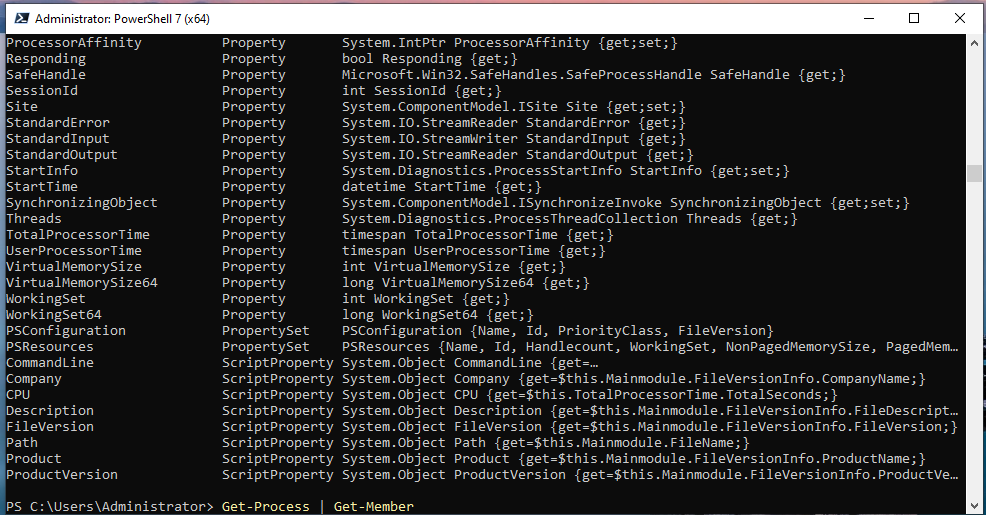 Administrator: PowerShell 7 (x64)
ProcessorAffinity Property System.IntPtr ProcessorAffinity {get;set;}
Responding Property bool Responding {get;}
SafeHandle Property Microsoft.Win32.SafeHandles.SafeProcessHandle SafeHandle {get;}
SessionId Property int SessionId {get;}
Site Property System.ComponentModel.ISite Site {get;set;}
StandardError Property System.IO.StreamReader StandardError {get;}
StandardInput Property System.IO.StreamWriter StandardInput {get;}
StandardOutput Property System.IO.StreamReader StandardOutput {get;}
StartInfo Property System.Diagnostics.ProcessStartInfo StartInfo {get;set;}
StartTime Property datetime StartTime {get;}
SynchronizingObject Property System.ComponentModel.ISynchronizeInvoke SynchronizingObject {get;set;}
Threads Property System.Diagnostics.ProcessThreadCollection Threads {get;}
TotalProcessorTime Property timespan TotalProcessorTime {get;}
UserProcessorTime Property timespan UserProcessorTime {get;}
VirtualMemorySize Property int VirtualMemorySize {get;}
VirtualMemorySize64 Property long VirtualMemorySize64 {get;}
WorkingSet Property int WorkingSet {get;}
WorkingSet64 Property long WorkingSet64 {get;}
PSConfiguration PropertySet PSConfiguration {Name, Id, PriorityClass, FileVersion}
PSResources PropertySet PSResources {Name, Id, Handlecount, WorkingSet, NonPagedMemorySize, PagedMem…
CommandLine ScriptProperty System.Object CommandLine {get=…
Company ScriptProperty System.Object Company {get=$this.Mainmodule.FileVersionInfo.CompanyName;}
CPU ScriptProperty System.Object CPU {get=$this.TotalProcessorTime.TotalSeconds;}
Description ScriptProperty System.Object Description {get=$this.Mainmodule.FileVersionInfo.FileDescript…
FileVersion ScriptProperty System.Object FileVersion {get=$this.Mainmodule.FileVersionInfo.FileVersion;}
Path ScriptProperty System.Object Path {get=$this.Mainmodule.FileName;}
Product ScriptProperty System.Object Product {get=$this.Mainmodule.FileVersionInfo.ProductName;}
ProductVersion ScriptProperty System.Object ProductVersion {get=$this.Mainmodule.FileVersionInfo.ProductVe…
PS C:\Users\Administrator> Get-Process | Get-Member